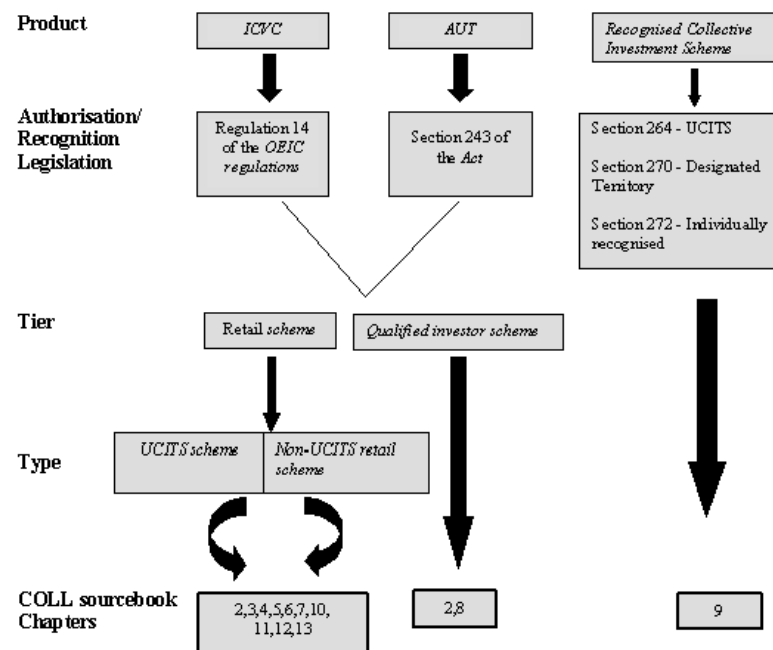 Product
ICVC
AUT
Recognised Collective
Investment Scheme
Authorisation/
Recognition
Legislation
Regulation 14
of the OEIC
regulations
Section 243 of
the Act
Section 264 - UCITS
Section 270 - Designated
Territory
Section 272 - Individually
recognised
Tier
Retail scheme
Qualified investor scheme
Type
UCITS scheme
Non-UCITS retail
scheme
COLL sourcebook
Chapters
2,3,4,5,6,7,10,
11,12,13
2,8
9